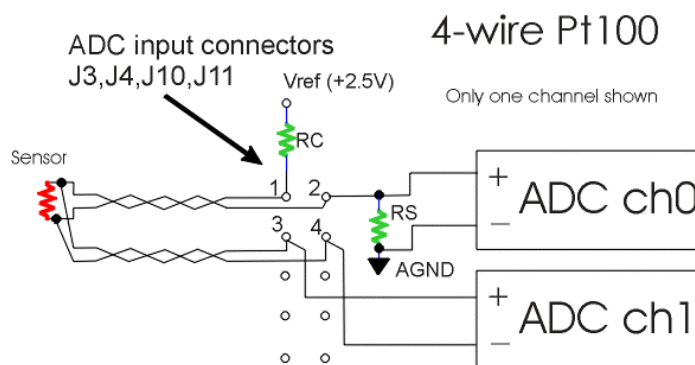 4-wire Pt100
ADC input connectors
J3,J4,J10,J11
Vref (+2.5V)
Only one channel shown
RC
Sensor
1 2
+
ADC ch0
RS
3 4
AGND
+
ADC ch1